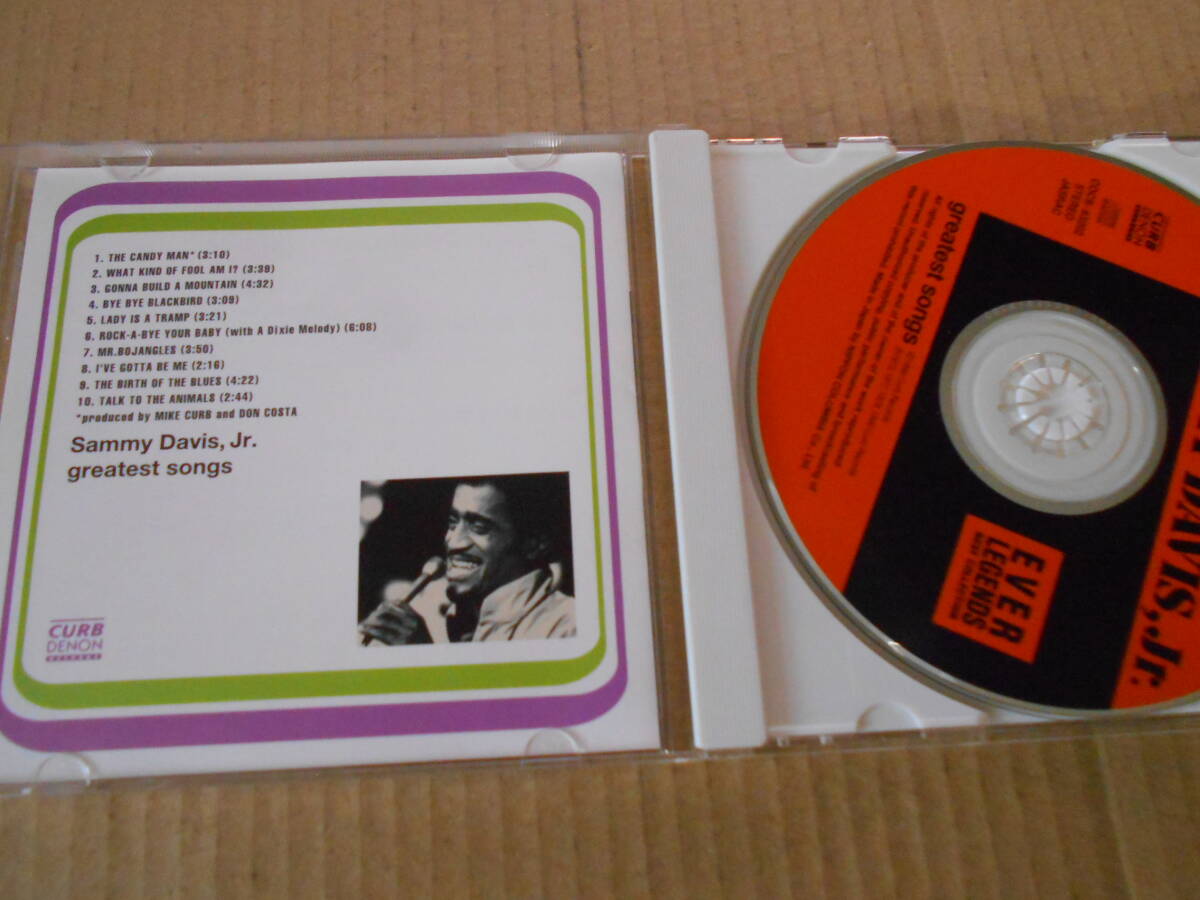 1. THE CANDY MAN* (3:10)
2. WHAT KIND OF FOOL AM I? (3:39)
3. GONNA BUILD A MOUNTAIN (4:32)
4. BYE BYE BLACKBIRD (3:09)
5. LADY IS A TRAMP (3:21)
6. ROCK-A-BYE YOUR BABY (with A Dixie Melody) (6:08)
7. MR.BOJANGLES (3:50)
8. I'VE GOTTA BE ME (2:16)
9. THE BIRTH OF THE BLUES (4:22)
10. TALK TO THE ANIMALS (2:44)
*produced by MIKE CURB and DON COSTA
Sammy Davis, Jr.
greatest songs
CURB
DENON
RECORDS
CURB
DENON
STEREO
JASRAC
greatest songs
DAVIS, Jr.
EVER
LEGENDS
BEST COLLECTION